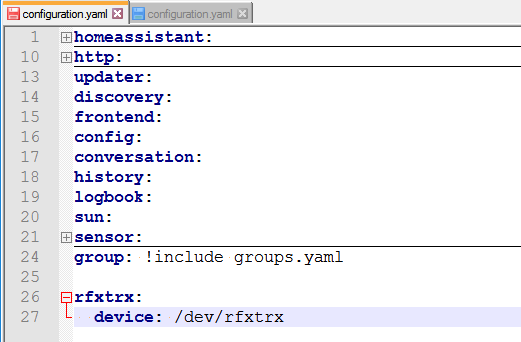 configuration.yaml configuration.yaml
1 homeassistant:
10 http:
13 updater:
14 discovery:
15 frontend:
16 config:
17 conversation:
18 history:
19 logbook:
20 sun:
21 sensor:
24 group: !include groups.yaml
25
26 rfxtrx:
27 device: /dev/rfxtrx